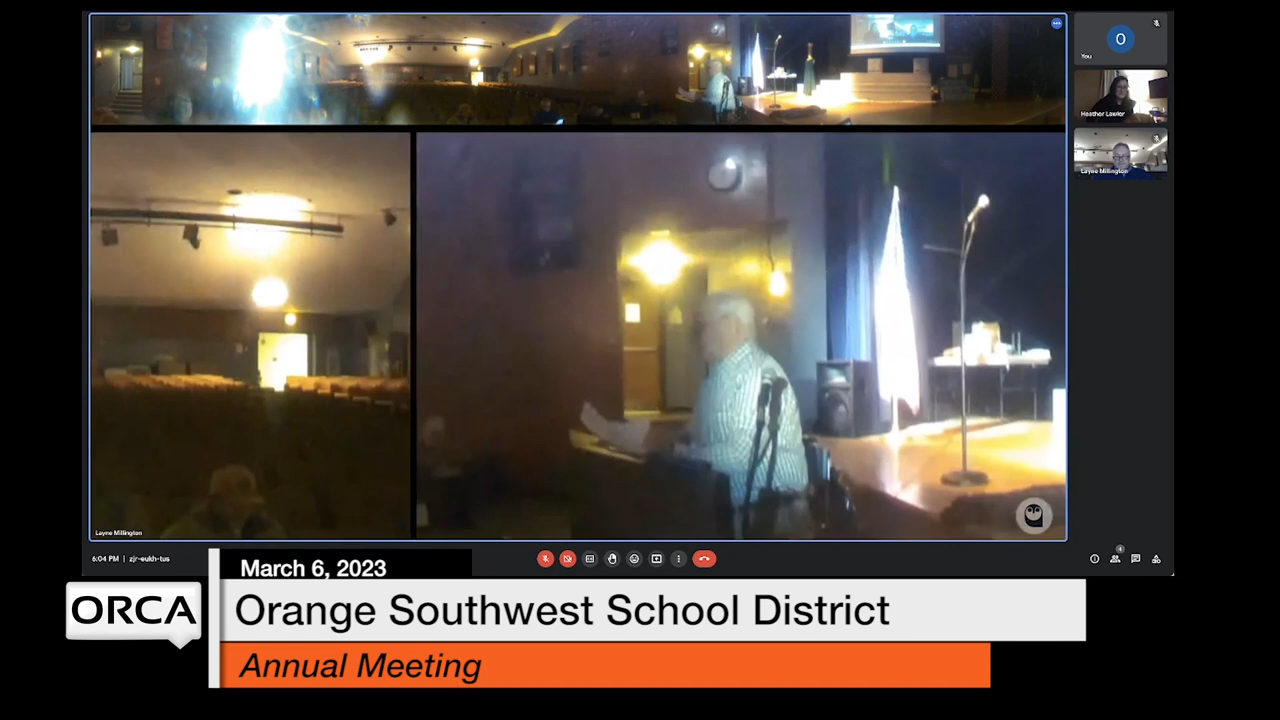 O
You
Heather Lawler
Layne Millington
Layne Millington
6:04 PM | zjr-eukh-tus
4
March 6, 2023
ORCA
Orange Southwest School District
Annual Meeting